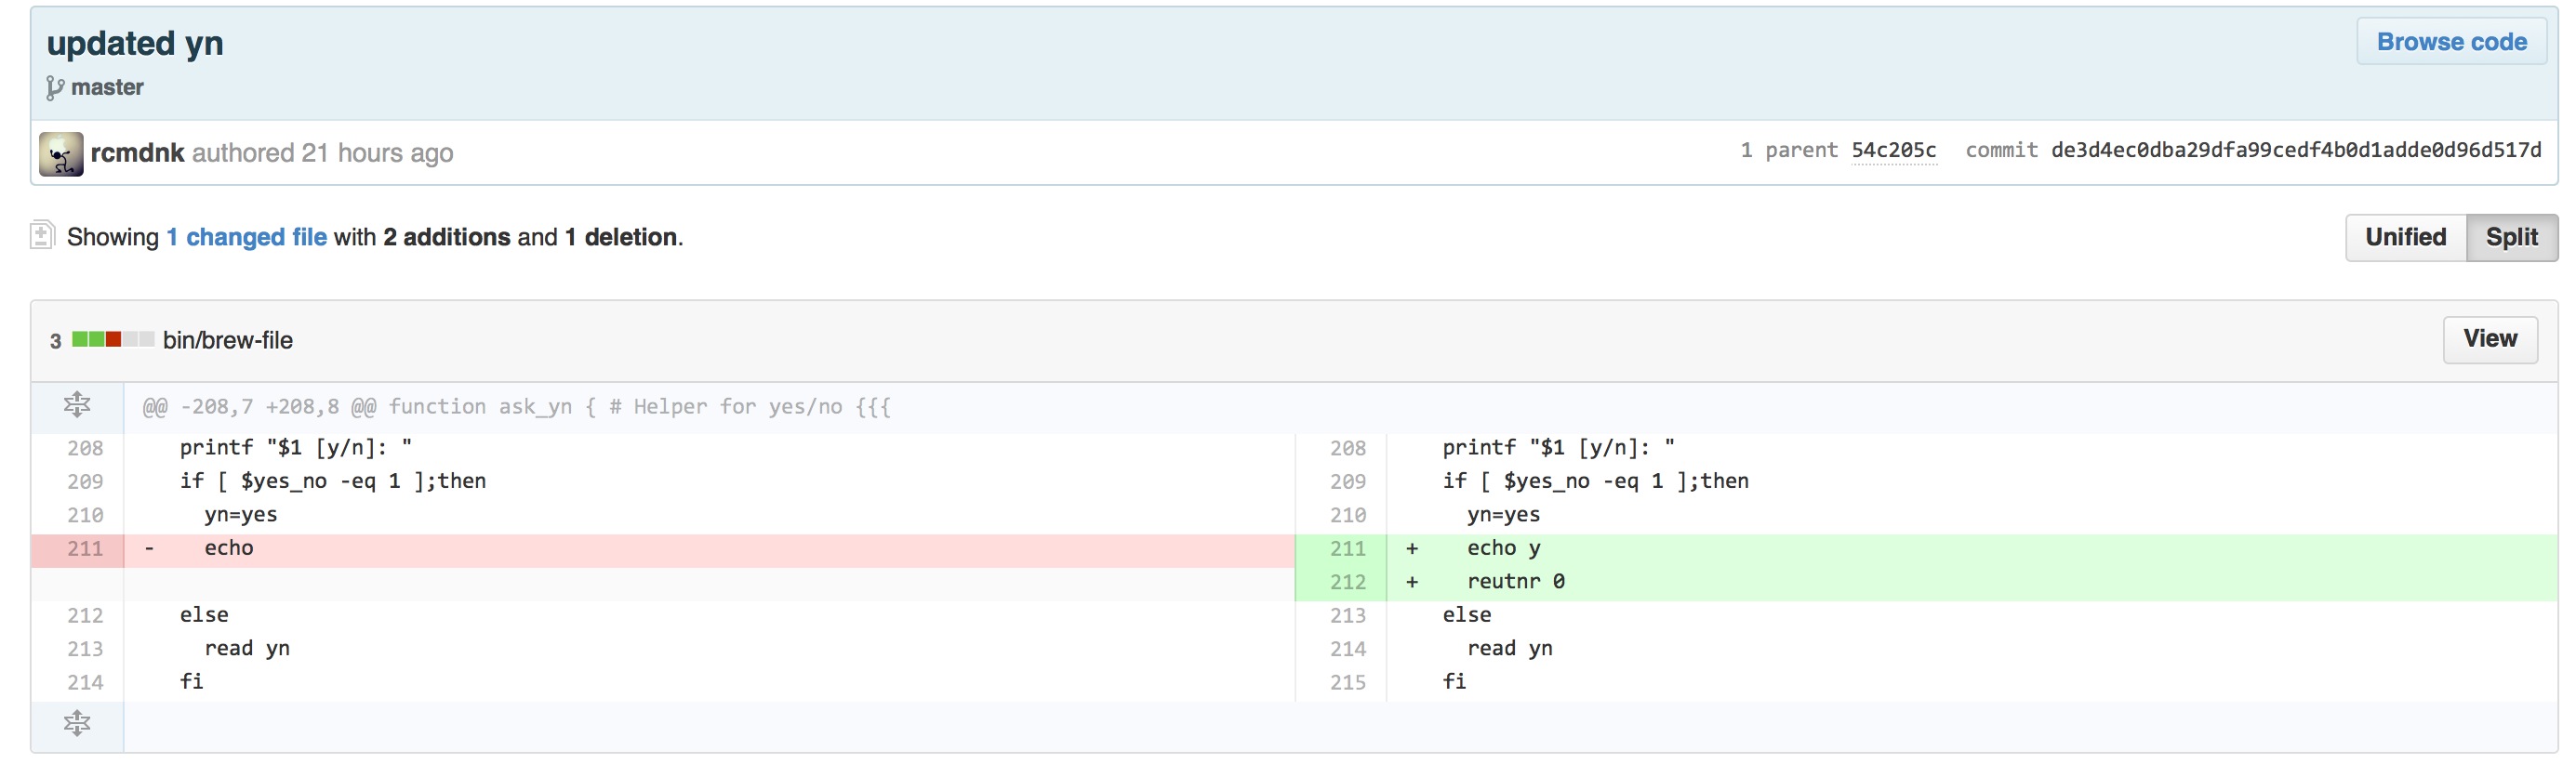 updated yn
Browse code
master
rcmdnk authored 21 hours ago
1 parent 54c205c commit de3d4ec0dba29dfa99cedf4b0d1adde0d96d517d
Showing 1 changed file with 2 additions and 1 deletion.
Unified Split
3 bin/brew-file
View
@@ -208,7 +208,8 @@ function ask_yn { # Helper for yes/no {{{
208 printf "$1 [y/n]: " 208 printf "$1 [y/n]: "
209 if [ $yes_no -eq 1 ];then 209 if [ $yes_no -eq 1 ];then
210 yn=yes 210 yn=yes
211 - echo 211 + echo y
212 + reutnr 0
212 else 213 else
213 read yn 214 read yn
214 fi 215 fi